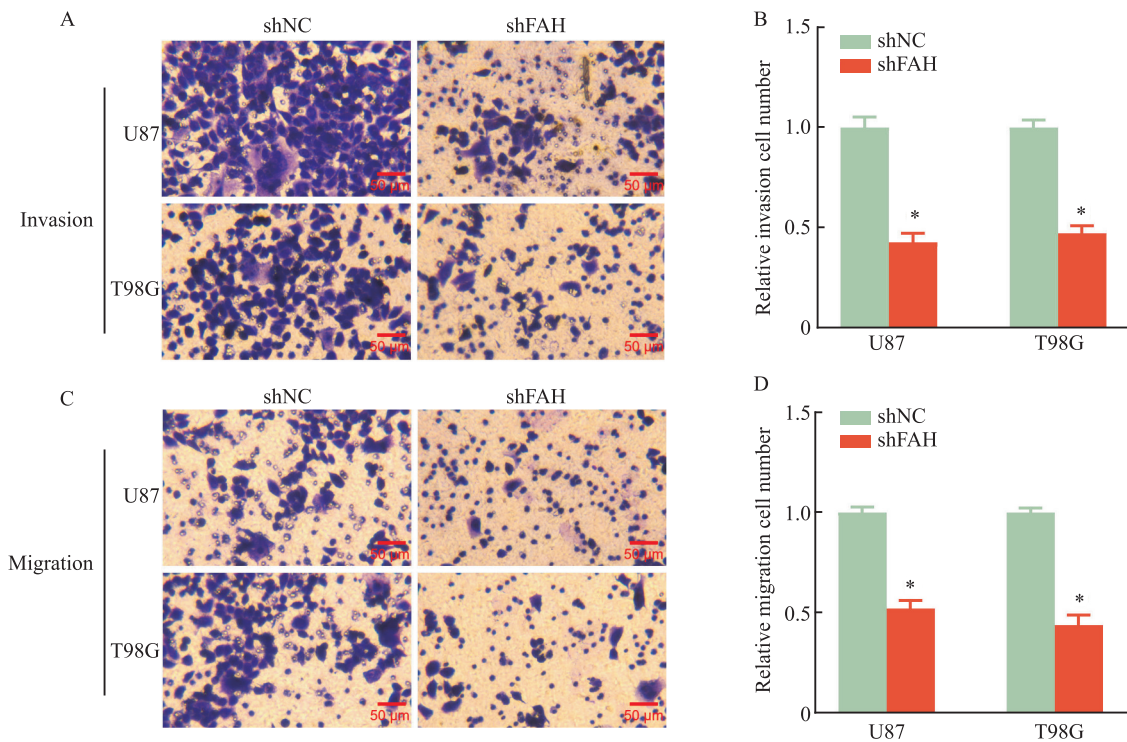 A
shNC
shFAH
Invasion
U87
50 μm
50 μm
T98G
50 μm
50 μm
B
shNC
shFAH
Relative invasion cell number
1.5
1.0
0.5
0
*
*
U87
T98G
C
shNC
shFAH
Migration
U87
50 μm
50 μm
T98G
50 μm
50 μm
D
shNC
shFAH
Relative migration cell number
1.5
1.0
0.5
0
*
*
U87
T98G